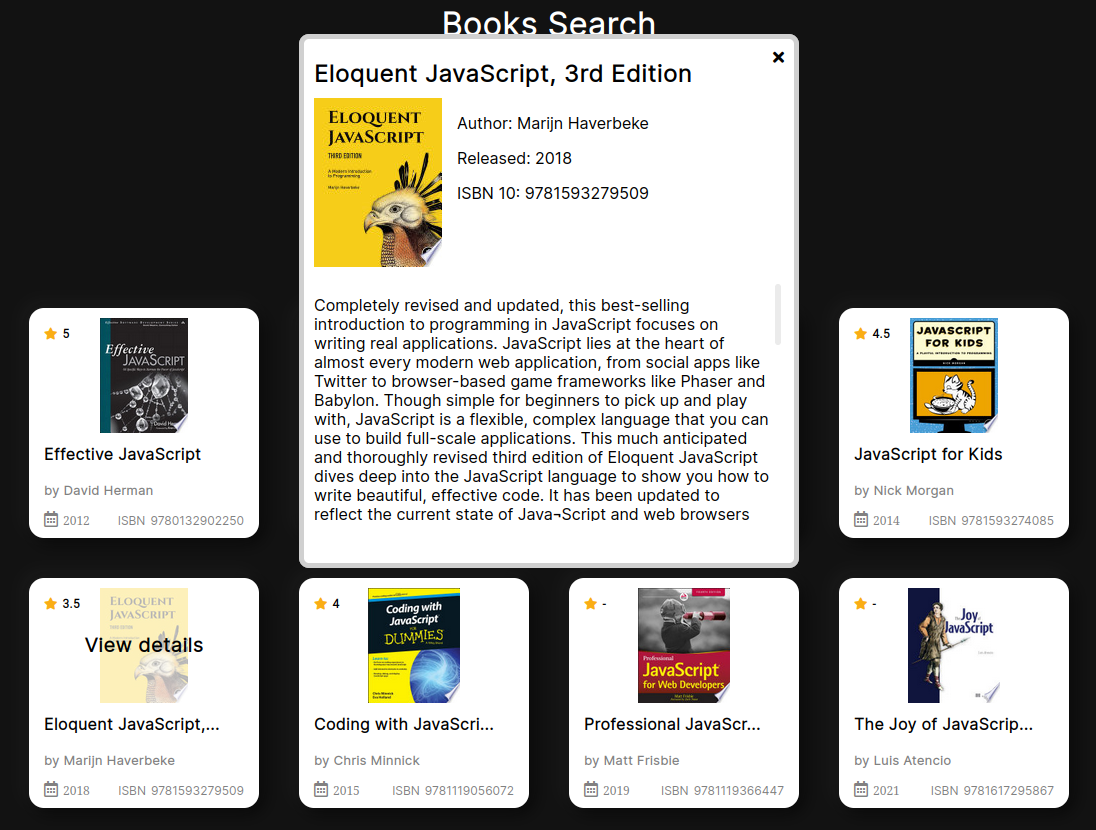 Books Search
Eloquent JavaScript, 3rd Edition
ELOQUENT
JAVASCRIPT
THIRD EDITION
A Modern Introduction
to Programming
Marijn Haverbeke
Author: Marijn Haverbeke
Released: 2018
ISBN 10: 9781593279509
Completely revised and updated, this best-selling
introduction to programming in JavaScript focuses on
writing real applications. JavaScript lies at the heart of
almost every modern web application, from social apps like
Twitter to browser-based game frameworks like Phaser and
Babylon. Though simple for beginners to pick up and play
with, JavaScript is a flexible, complex language that you can
use to build full-scale applications. This much anticipated
and thoroughly revised third edition of Eloquent JavaScript
dives deep into the JavaScript language to show you how to
write beautiful, effective code. It has been updated to
reflect the current state of Java¬Script and web browsers
5
Effective
JAVASCRIPT
Effective JavaScript
by David Herman
2012 ISBN 9780132902250
4.5
JAVASCRIPT
FOR KIDS
A PLAYFUL INTRODUCTION TO PROGRAMMING
NICK MORGAN
JavaScript for Kids
by Nick Morgan
2014 ISBN 9781593274085
3.5
ELOQUENT
JAVASCRIPT
THIRD EDITION
View details
Eloquent JavaScript,...
by Marijn Haverbeke
2018 ISBN 9781593279509
4
Coding with
JavaScript
FOR
DUMMIES
Chris Minnick
Eva Holland
Coding with JavaScri...
by Chris Minnick
2015 ISBN 9781119056072
-
Professional
JavaScript
for Web Developers
Matt Frisbie
Professional JavaScr...
by Matt Frisbie
2019 ISBN 9781119366447
-
The Joy of
JavaScript
The Joy of JavaScrip...
by Luis Atencio
2021 ISBN 9781617295867